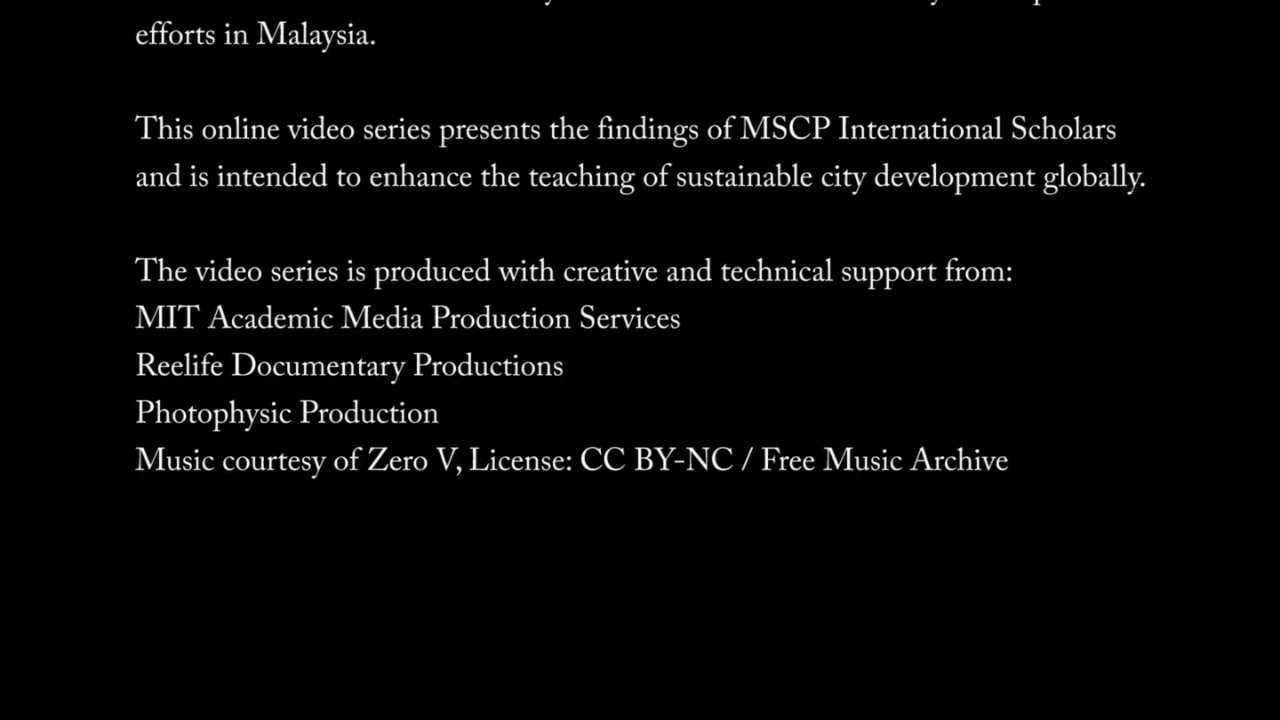 efforts in Malaysia.
This online video series presents the findings of MSCP International Scholars
and is intended to enhance the teaching of sustainable city development globally.
The video series is produced with creative and technical support from:
MIT Academic Media Production Services
Reelife Documentary Productions
Photophysic Production
Music courtesy of Zero V, License: CC BY-NC / Free Music Archive